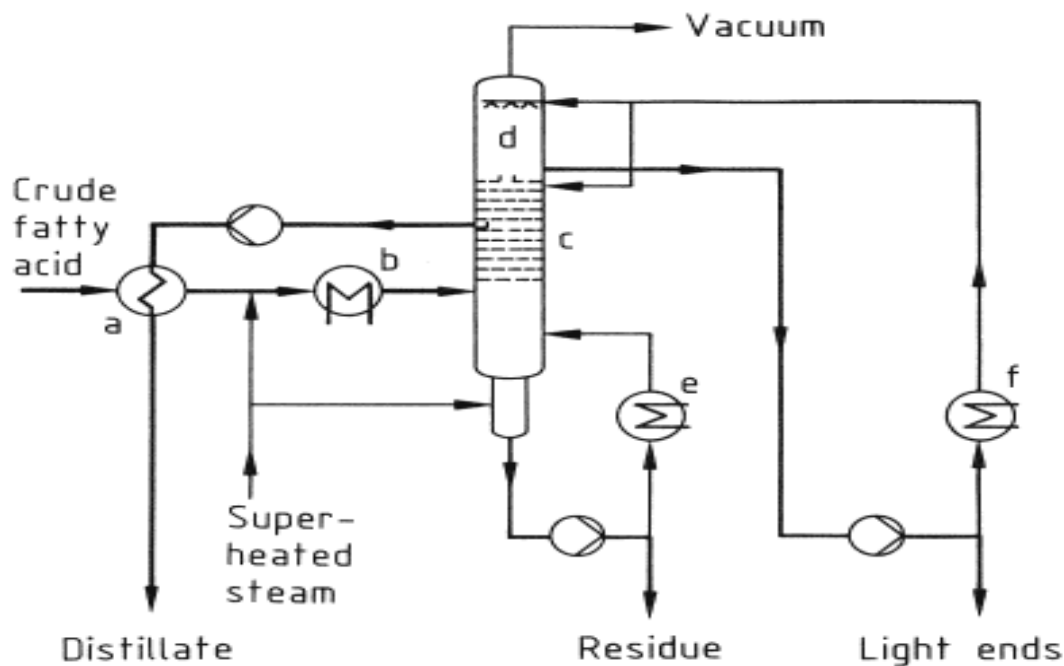 Vacuum
d
Crude
fatty
acid
c
b
a
e
f
Super-
heated
steam
Distillate
Residue
Light ends